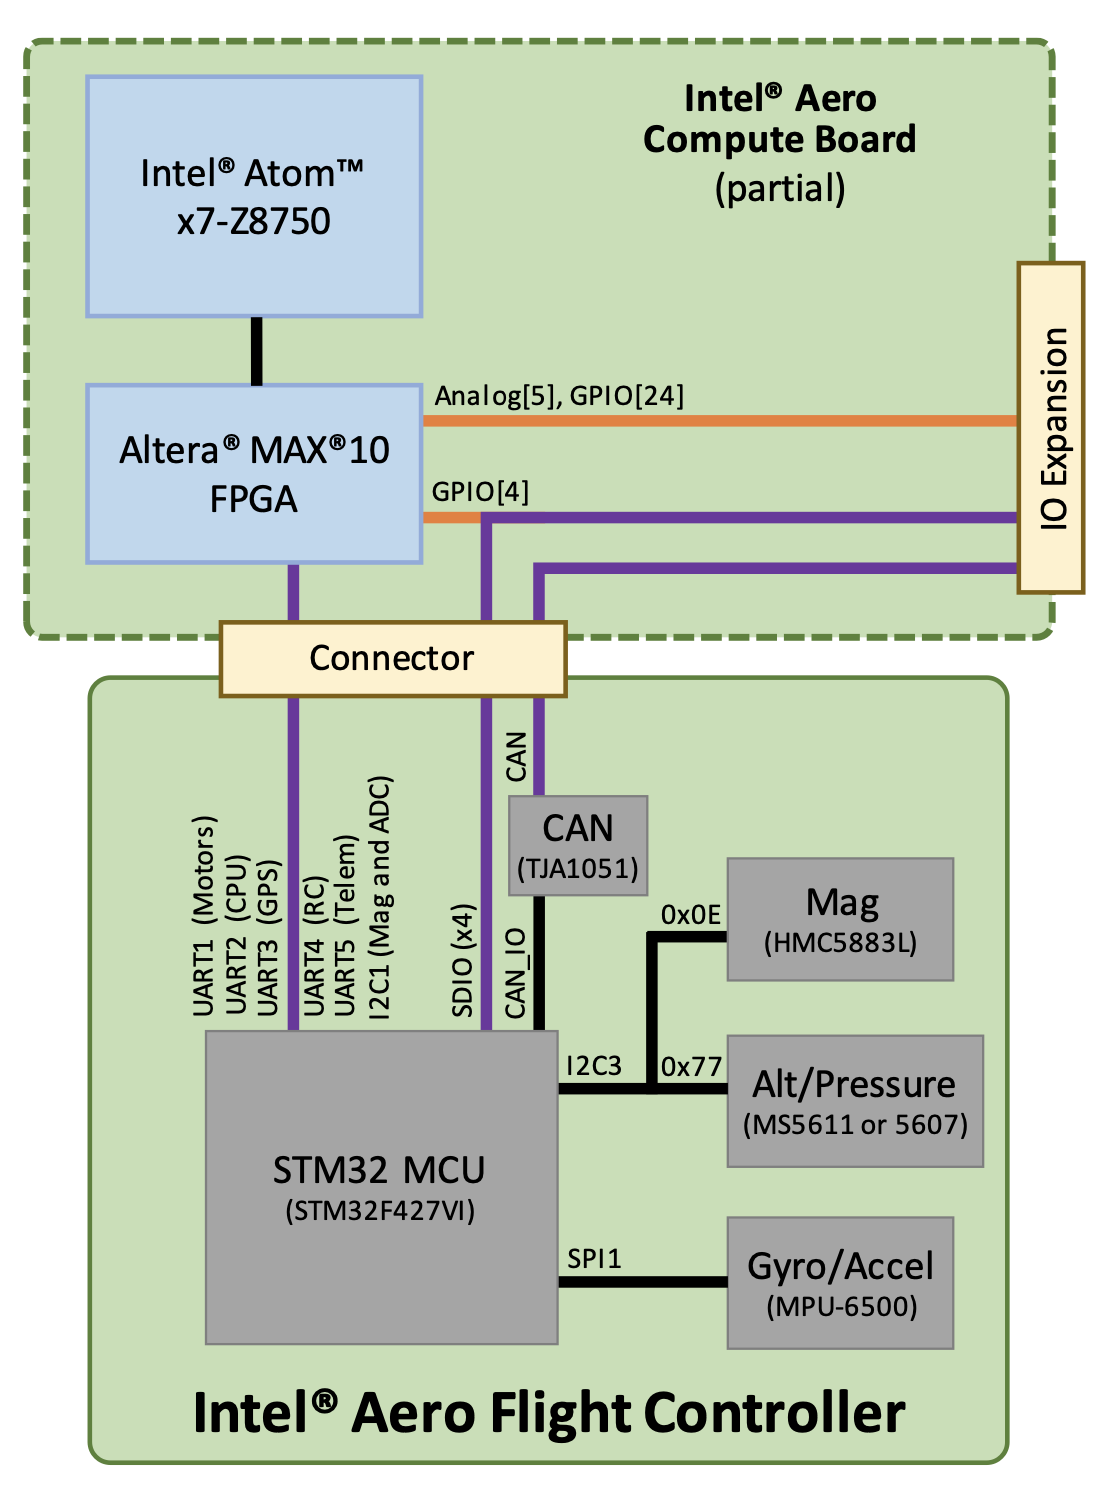 Intel® Aero
Compute Board
(partial)
Intel® Atom™
x7-Z8750
Altera® MAX®10
FPGA
Analog[5], GPIO[24]
GPIO[4]
IO Expansion
Connector
UART1 (Motors)
UART2 (CPU)
UART3 (GPS)
UART4 (RC)
UART5 (Telem)
I2C1 (Mag and ADC)
SDIO (x4)
CAN
CAN_IO
CAN
(TJA1051)
0x0E
Mag
(HMC5883L)
I2C3
0x77
Alt/Pressure
(MS5611 or 5607)
STM32 MCU
(STM32F427VI)
SPI1
Gyro/Accel
(MPU-6500)
Intel® Aero Flight Controller